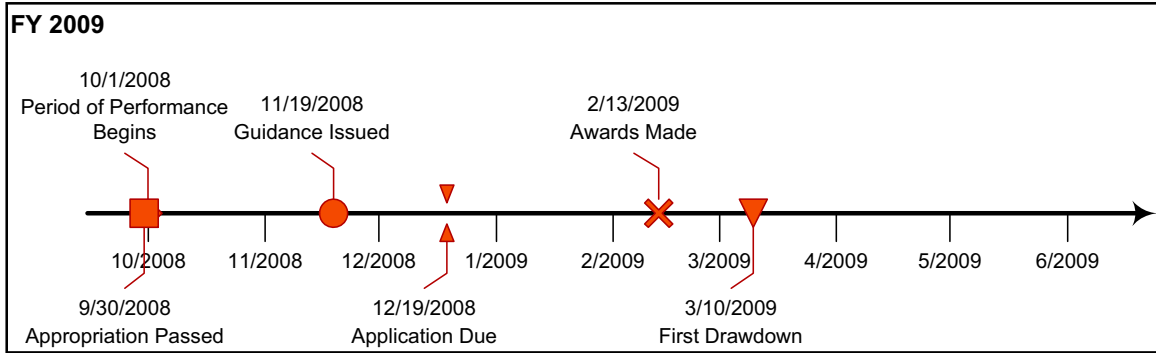 FY 2009
10/1/2008
Period of Performance
Begins
11/19/2008
Guidance Issued
2/13/2009
Awards Made
10/2008
11/2008
12/2008
1/2009
2/2009
3/2009
4/2009
5/2009
6/2009
9/30/2008
Appropriation Passed
12/19/2008
Application Due
3/10/2009
First Drawdown